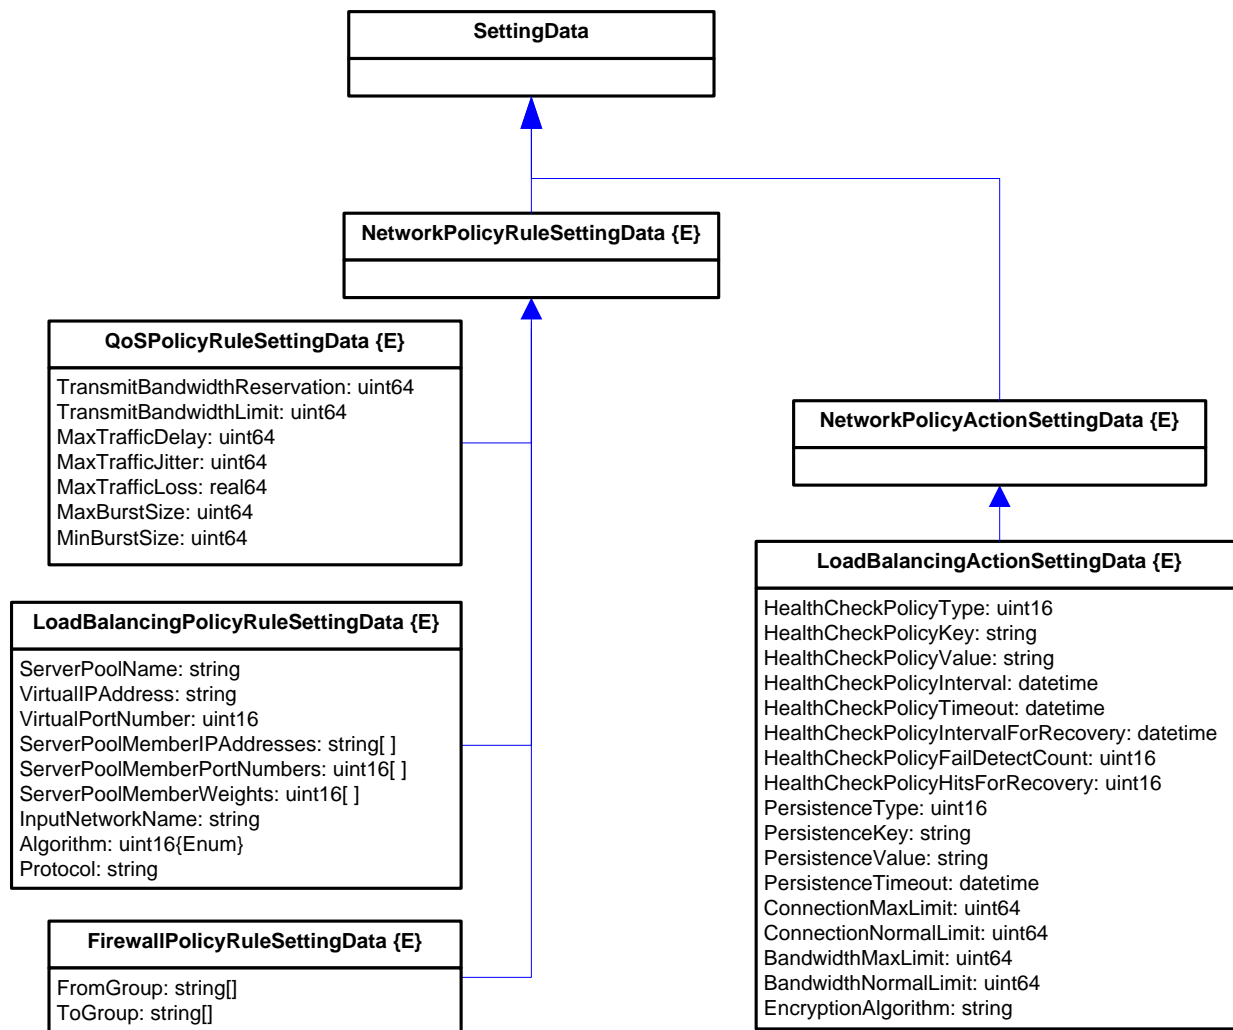 SettingData
NetworkPolicyRuleSettingData {E}
QoSPolicyRuleSettingData {E}
TransmitBandwidthReservation: uint64
TransmitBandwidthLimit: uint64
MaxTrafficDelay: uint64
MaxTrafficJitter: uint64
MaxTrafficLoss: real64
MaxBurstSize: uint64
MinBurstSize: uint64
LoadBalancingPolicyRuleSettingData {E}
ServerPoolName: string
VirtualIPAddress: string
VirtualPortNumber: uint16
ServerPoolMemberIPAddresses: string[ ]
ServerPoolMemberPortNumbers: uint16[ ]
ServerPoolMemberWeights: uint16[ ]
InputNetworkName: string
Algorithm: uint16{Enum}
Protocol: string
FirewallPolicyRuleSettingData {E}
FromGroup: string[]
ToGroup: string[]
NetworkPolicyActionSettingData {E}
LoadBalancingActionSettingData {E}
HealthCheckPolicyType: uint16
HealthCheckPolicyKey: string
HealthCheckPolicyValue: string
HealthCheckPolicyInterval: datetime
HealthCheckPolicyTimeout: datetime
HealthCheckPolicyIntervalForRecovery: datetime
HealthCheckPolicyFailDetectCount: uint16
HealthCheckPolicyHitsForRecovery: uint16
PersistenceType: uint16
PersistenceKey: string
PersistenceValue: string
PersistenceTimeout: datetime
ConnectionMaxLimit: uint64
ConnectionNormalLimit: uint64
BandwidthMaxLimit: uint64
BandwidthNormalLimit: uint64
EncryptionAlgorithm: string